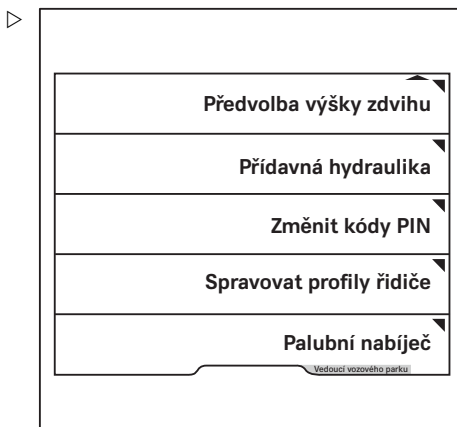 Předvolba výšky zdvihu
Přídavná hydraulika
Změnit kódy PIN
Spravovat profily řidiče
Palubní nabíječ
Vedoucí vozového parku